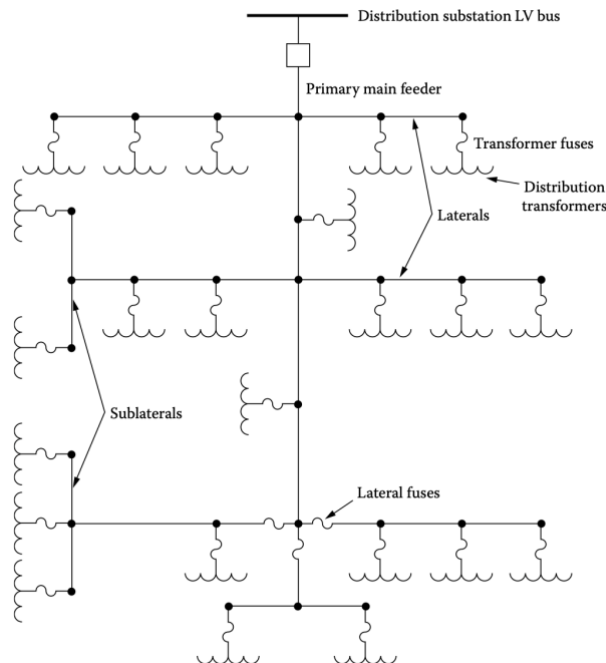 Distribution substation LV bus
Primary main feeder
Transformer fuses
Distribution
transformers
Laterals
Sublaterals
Lateral fuses